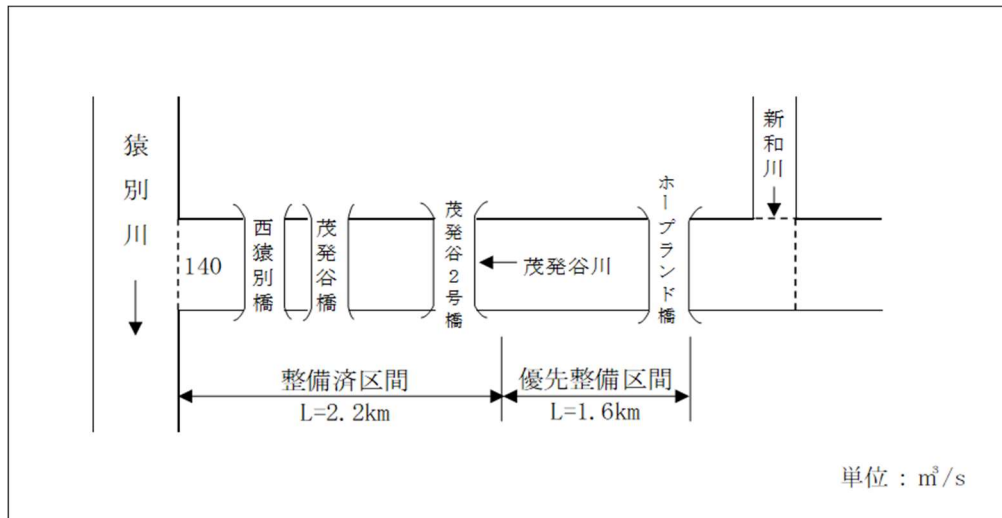 猿別川
140
西猿別橋
茂発谷橋
茂発谷2号橋
茂発谷川
ホープランド橋
新和川
整備済区間
L=2.2km
優先整備区間
L=1.6km
単位：㎥/s